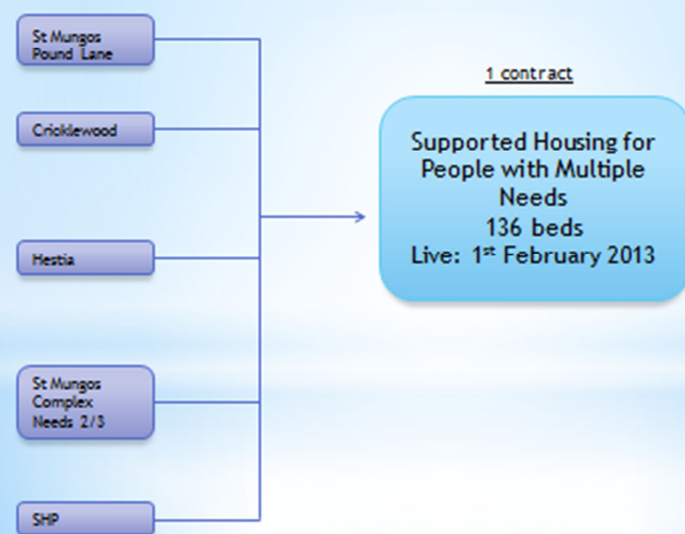 St Mungos
Pound Lane
Cricklewood
Hestia
St Mungos
Complex
Needs 2/3
SHP
1 contract
Supported Housing for
People with Multiple
Needs
136 beds
Live: 1st February 2013